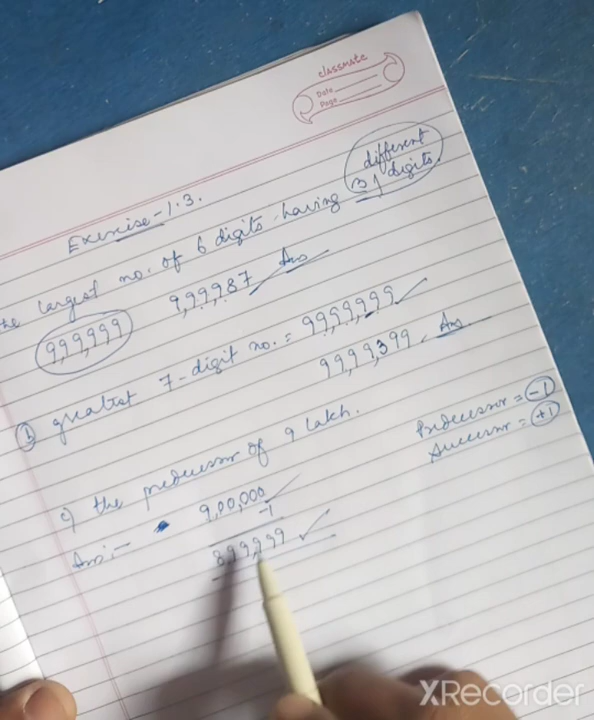 classmate
Date
Page
Exercise-1.3.
the largest no. of 6 digits having 3 different digits.
9,99,999 9,99,987 Ans
b) greatest 7-digit no. = 99,99,999
99,99,399 Ans
c) the predecessor of 9 lakh.
Predecessor = -1
Successor = +1
Ans:- 9,00,000
-1
8,99,999
XRecorder